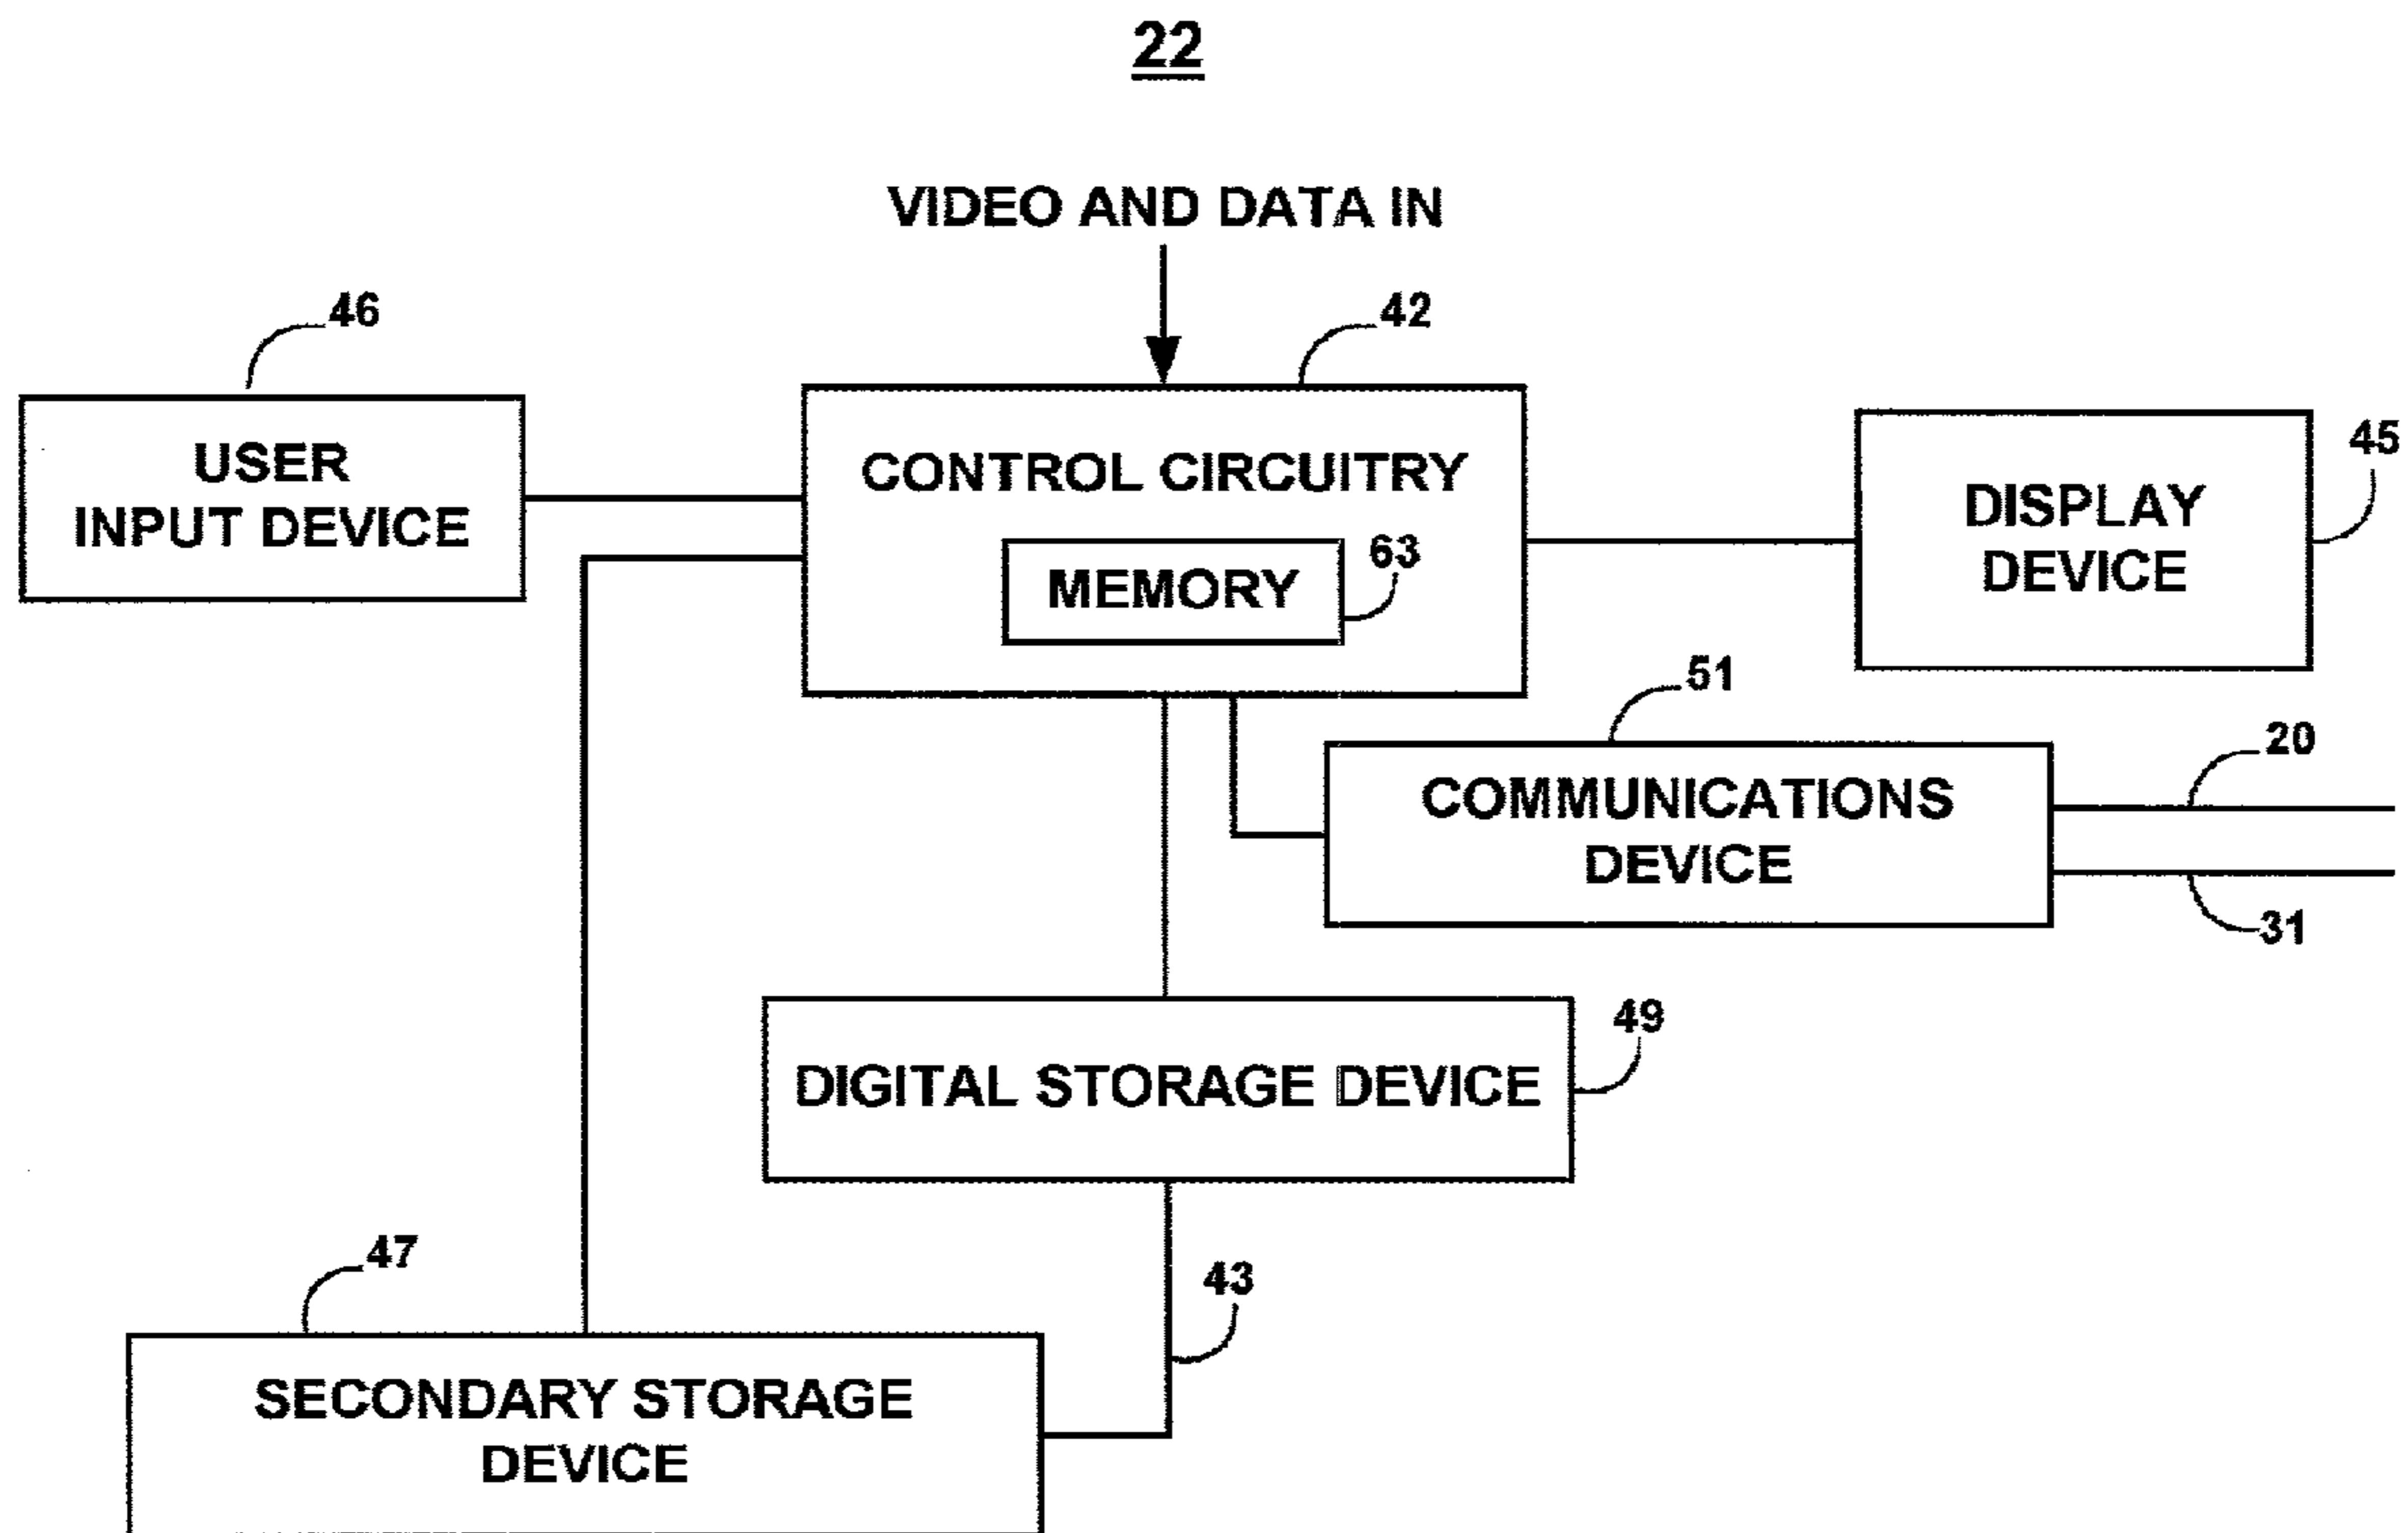 22
VIDEO AND DATA IN
46
42
USER
INPUT DEVICE
CONTROL CIRCUITRY
45
DISPLAY
DEVICE
63
MEMORY
51
20
COMMUNICATIONS
DEVICE
31
49
DIGITAL STORAGE DEVICE
47
43
SECONDARY STORAGE
DEVICE